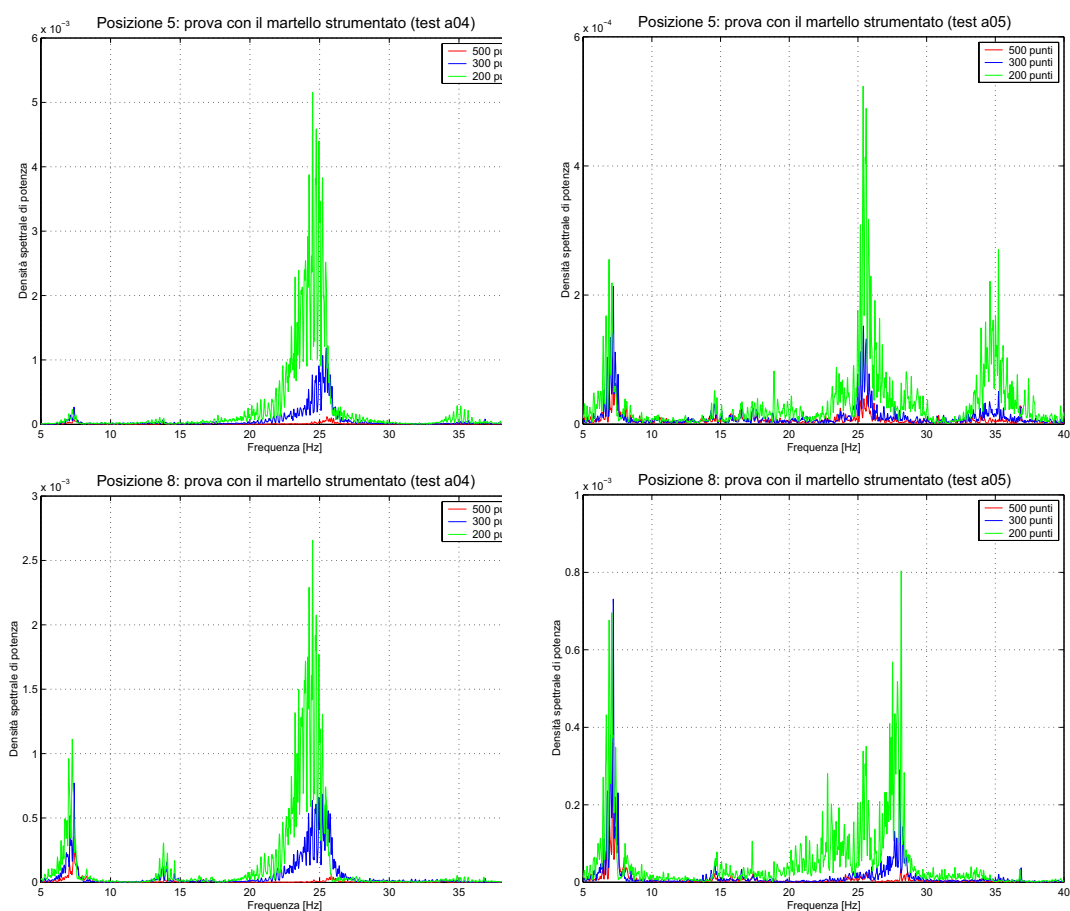 Posizione 5: prova con il martello strumentato (test a04)
x 10⁻³
6
5
4
3
2
1
0
Densità spettrale di potenza
5 10 15 20 25 30 35
Frequenza [Hz]
500 pu
300 pu
200 pu
Posizione 5: prova con il martello strumentato (test a05)
x 10⁻⁴
6
4
2
0
Densità spettrale di potenza
5 10 15 20 25 30 35 40
Frequenza [Hz]
500 punti
300 punti
200 punti
Posizione 8: prova con il martello strumentato (test a04)
x 10⁻³
3
2.5
2
1.5
1
0.5
0
Densità spettrale di potenza
5 10 15 20 25 30 35
Frequenza [Hz]
500 pu
300 pu
200 pu
Posizione 8: prova con il martello strumentato (test a05)
x 10⁻³
1
0.8
0.6
0.4
0.2
0
Densità spettrale di potenza
5 10 15 20 25 30 35 40
Frequenza [Hz]
500 punti
300 punti
200 punti